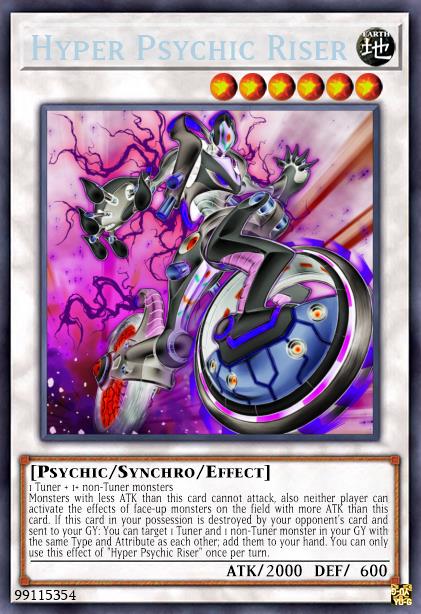 HYPER PSYCHIC RISER
EARTH
地
[PSYCHIC/SYNCHRO/EFFECT]
1 Tuner + 1+ non-Tuner monsters
Monsters with less ATK than this card cannot attack, also neither player can
activate the effects of face-up monsters on the field with more ATK than this
card. If this card in your possession is destroyed by your opponent's card and
sent to your GY: You can target 1 Tuner and 1 non-Tuner monster in your GY with
the same Type and Attribute as each other; add them to your hand. You can only
use this effect of "Hyper Psychic Riser" once per turn.
ATK/2000 DEF/ 600
99115354